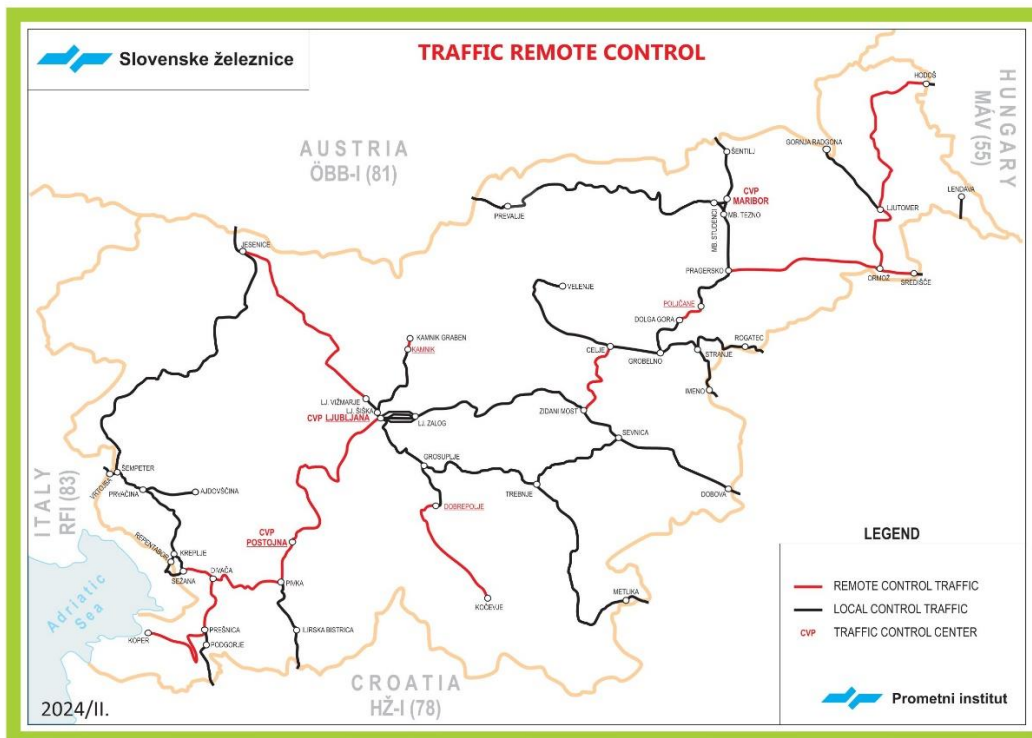 Slovenske železnice
TRAFFIC REMOTE CONTROL
HODOŠ
HUNGARY
MÁV (55)
AUSTRIA
ÖBB-I (81)
ŠENTILJ
GORNJA RADGONA
LENDAVA
PREVALJE
CVP
MARIBOR
MB. TEZNO
MB. STUDENCI
LJUTOMER
JESENICE
PRAGERSKO
ORMOŽ
SREDIŠČE
VELENJE
POLJČANE
DOLGA GORA
KAMNIK GRABEN
KAMNIK
CELJE
GROBELNO
STRANJE
ROGATEC
IMENO
LJ. VIŽMARJE
LJ. ŠIŠKA
CVP LJUBLJANA
LJ. ZALOG
ZIDANI MOST
SEVNICA
GROSUPLJE
TREBNJE
DOBOVA
ITALY
RFI (83)
VRTOJBA
ŠEMPETER
PRVAČINA
AJDOVŠČINA
DOBREPOLJE
CVP
POSTOJNA
REPENTABOR
KREPLJE
SEŽANA
DIVAČA
PIVKA
KOČEVJE
METLIKA
Adriatic
Sea
KOPER
PREŠNICA
PODGORJE
ILIRSKA BISTRICA
CROATIA
HŽ-I (78)
LEGEND
REMOTE CONTROL TRAFFIC
LOCAL CONTROL TRAFFIC
CVP TRAFFIC CONTROL CENTER
Prometni institut
2024/II.